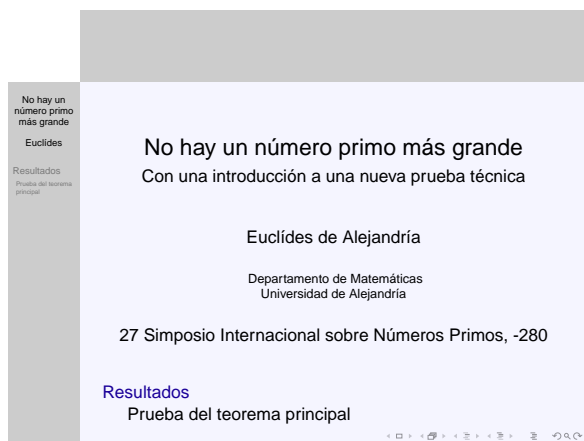 No hay un
número primo
más grande
Euclídes
Resultados
Prueba del teorema
principal
No hay un número primo más grande
Con una introducción a una nueva prueba técnica
Euclídes de Alejandría
Departamento de Matemáticas
Universidad de Alejandría
27 Simposio Internacional sobre Números Primos, -280
Resultados
Prueba del teorema principal